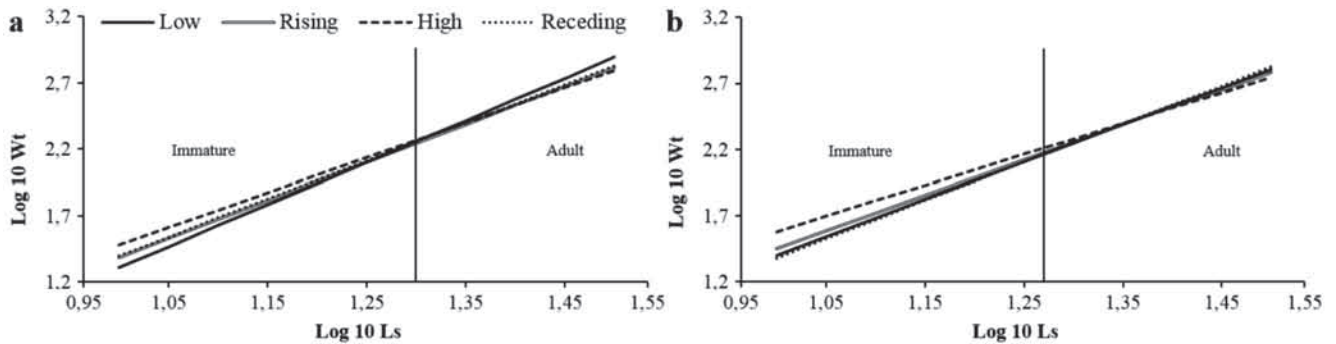 a Low Rising High Receding
3,2
2,7
2,2
1,7
1,2
Log 10 Wt
Immature
Adult
0,95 1,05 1,15 1,25 1,35 1,45 1,55
Log 10 Ls
b
3,2
2,7
2,2
1,7
1,2
Log 10 Wt
Immature
Adult
0,95 1,05 1,15 1,25 1,35 1,45 1,55
Log 10 Ls